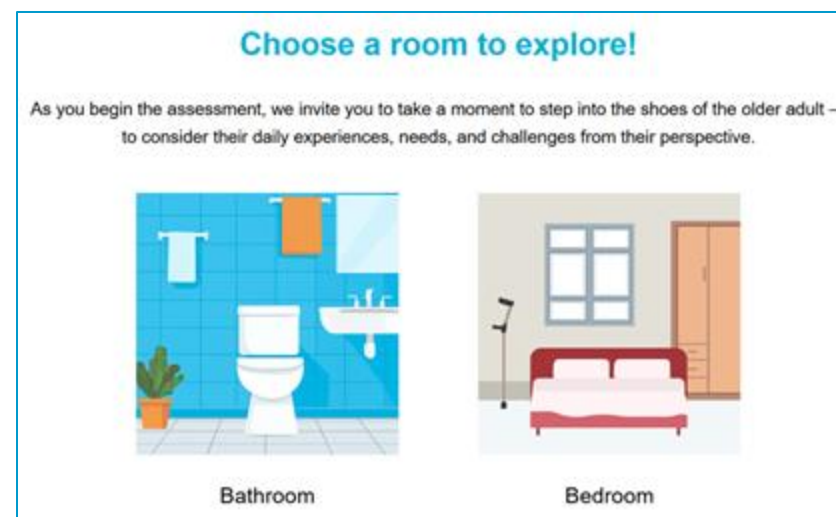 Choose a room to explore!
As you begin the assessment, we invite you to take a moment to step into the shoes of the older adult –
to consider their daily experiences, needs, and challenges from their perspective.
Bathroom
Bedroom